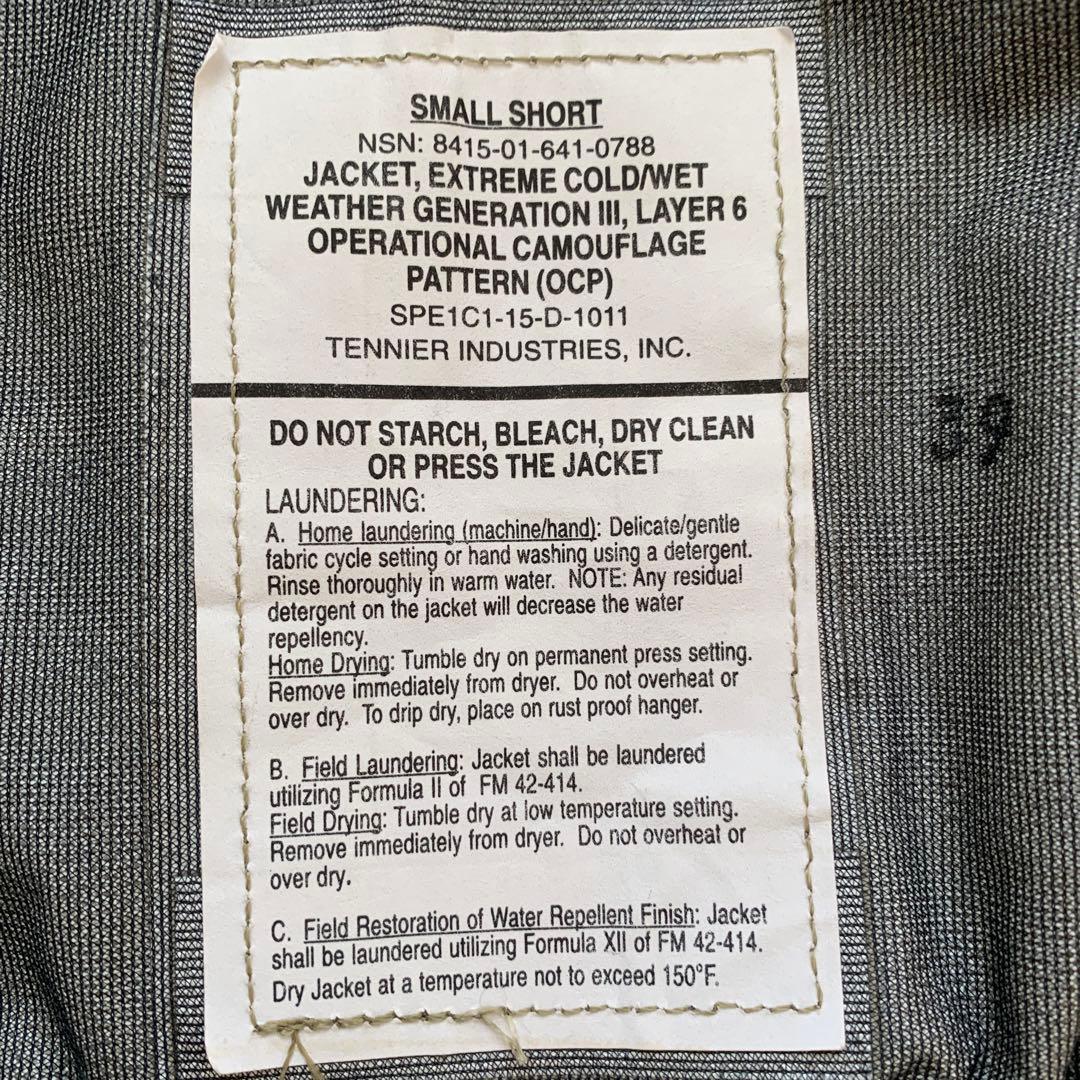 SMALL SHORT
NSN: 8415-01-641-0788
JACKET, EXTREME COLD/WET
WEATHER GENERATION III, LAYER 6
OPERATIONAL CAMOUFLAGE
PATTERN (OCP)
SPE1C1-15-D-1011
TENNIER INDUSTRIES, INC.
DO NOT STARCH, BLEACH, DRY CLEAN
OR PRESS THE JACKET
LAUNDERING:
A. Home laundering (machine/hand): Delicate/gentle
fabric cycle setting or hand washing using a detergent.
Rinse thoroughly in warm water. NOTE: Any residual
detergent on the jacket will decrease the water
repellency.
Home Drying: Tumble dry on permanent press setting.
Remove immediately from dryer. Do not overheat or
over dry. To drip dry, place on rust proof hanger.
B. Field Laundering: Jacket shall be laundered
utilizing Formula II of FM 42-414.
Field Drying: Tumble dry at low temperature setting.
Remove immediately from dryer. Do not overheat or
over dry.
C. Field Restoration of Water Repellent Finish: Jacket
shall be laundered utilizing Formula XII of FM 42-414.
Dry Jacket at a temperature not to exceed 150°F.